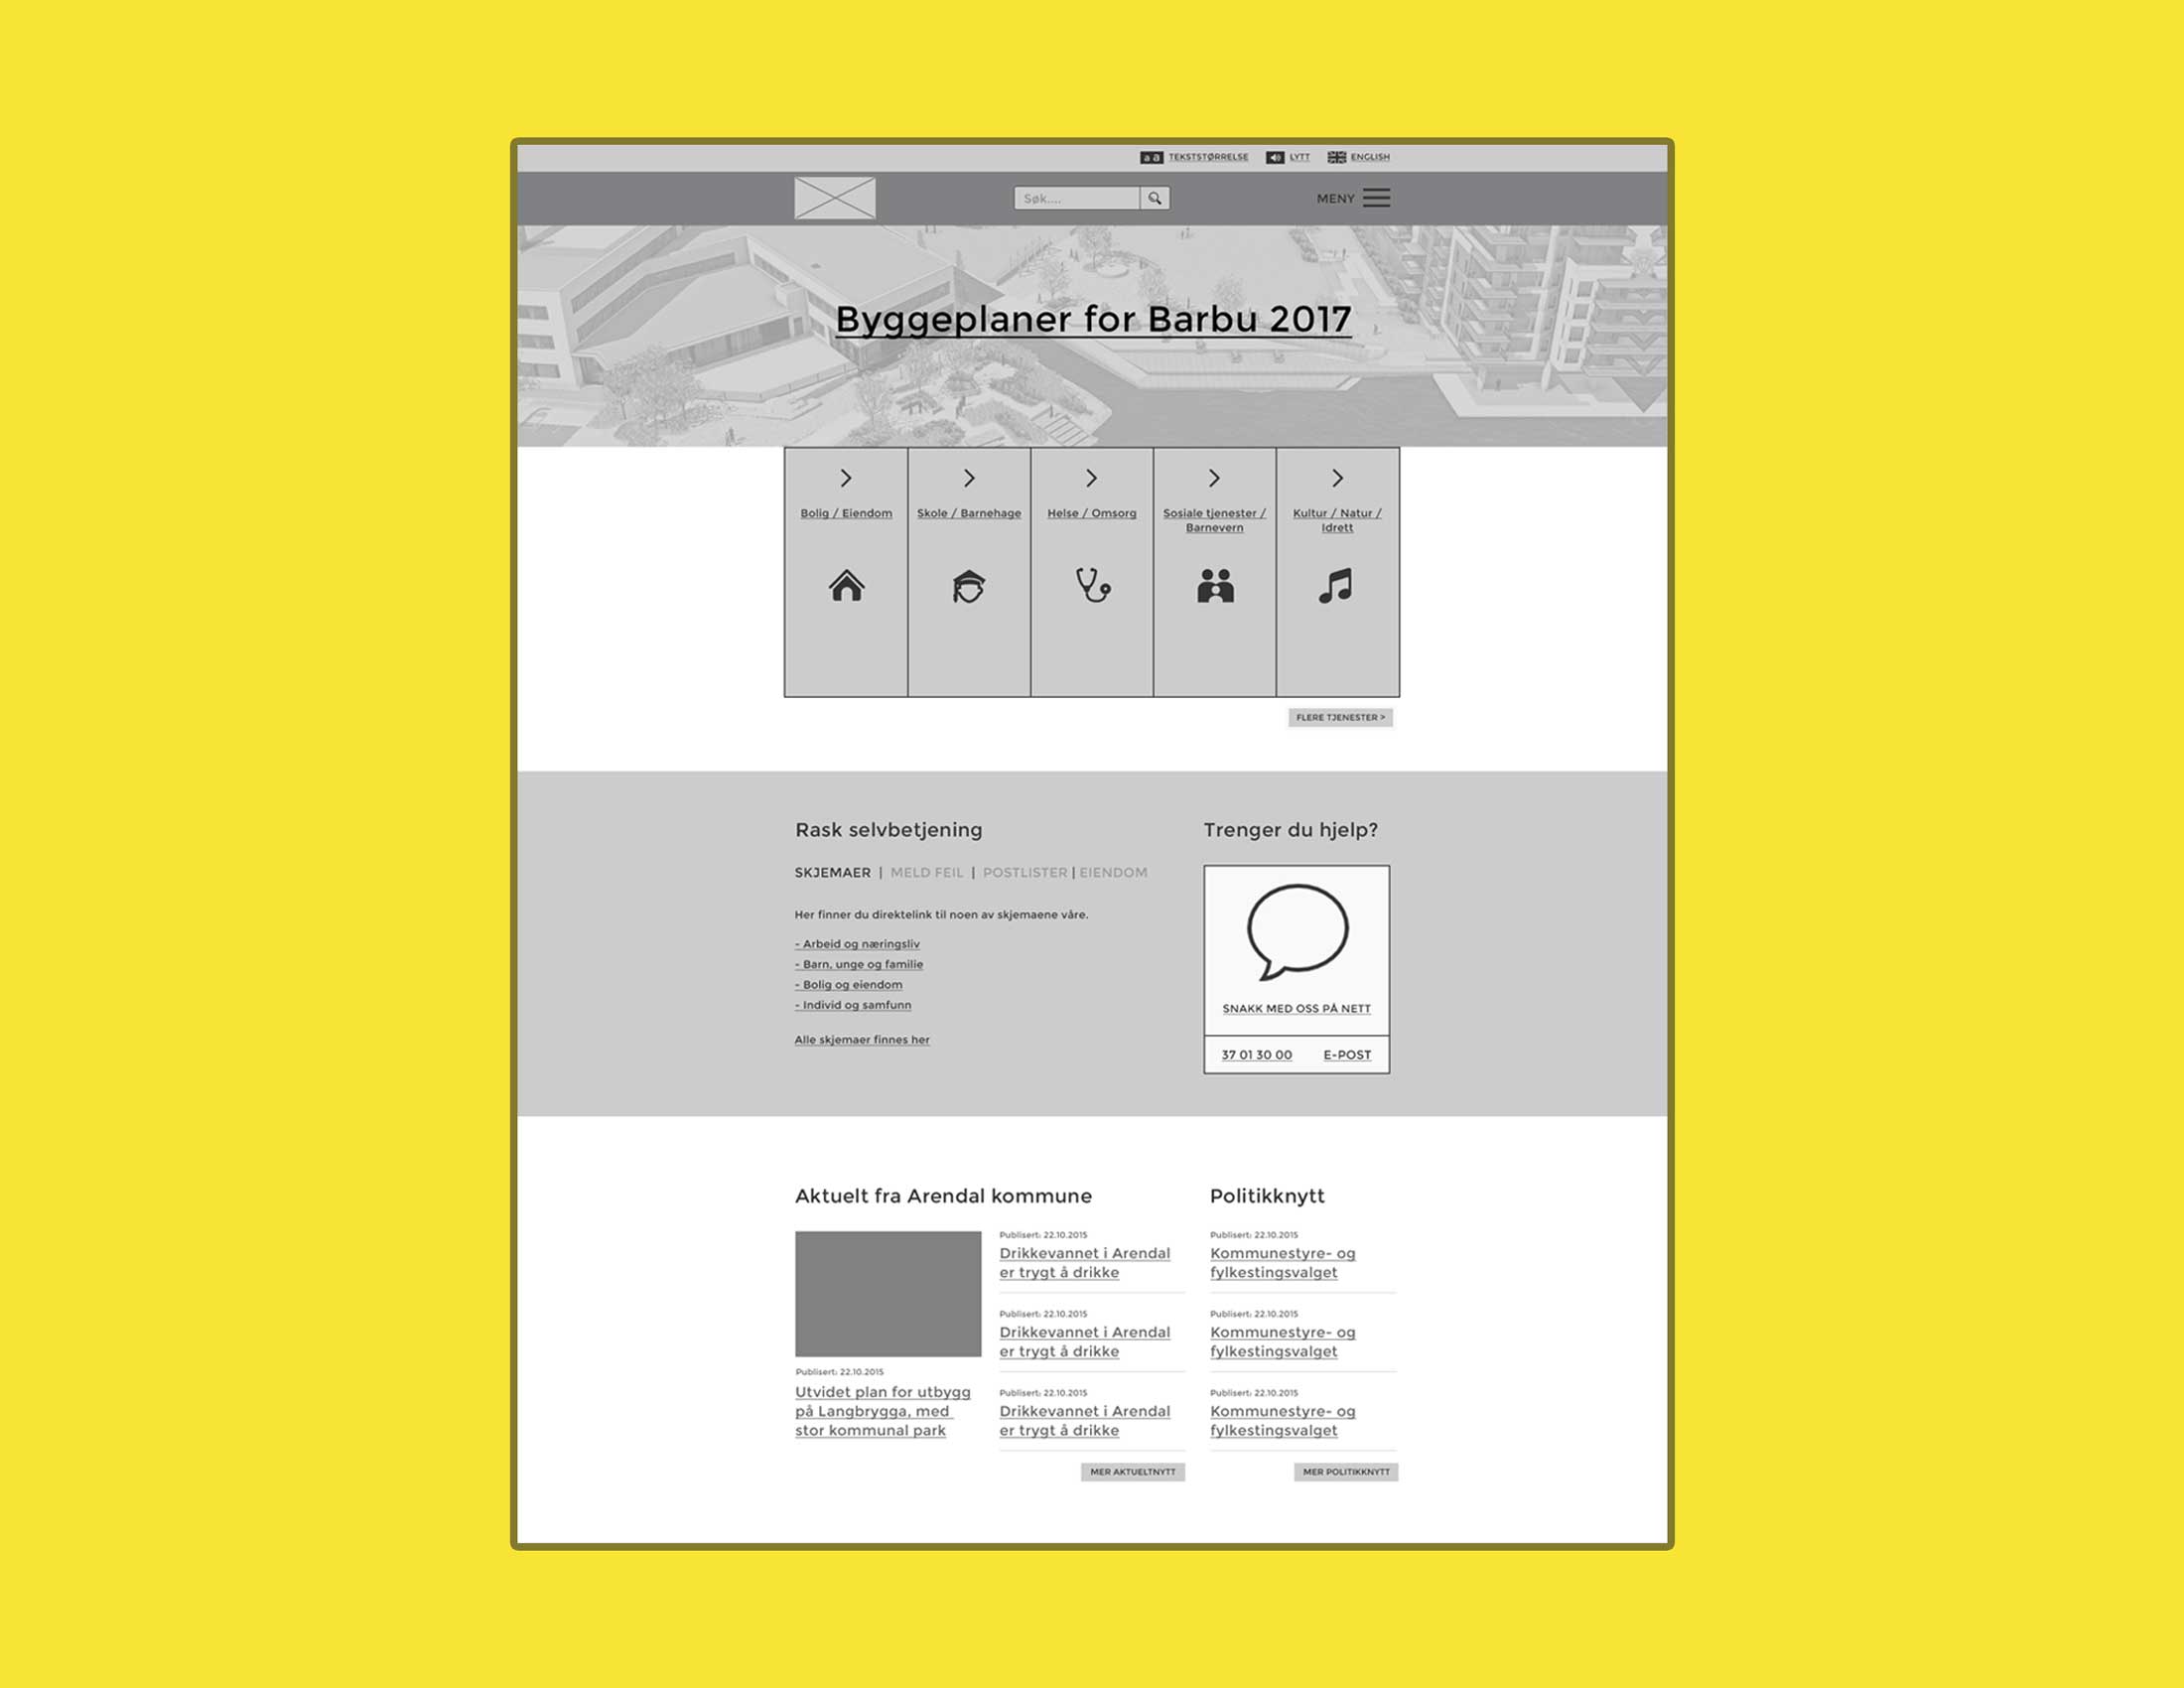 a a TEKSTSTØRRELSE LYTT ENGLISH
Søk....
MENY
Byggeplaner for Barbu 2017
Bolig / Eiendom
Skole / Barnehage
Helse / Omsorg
Sosiale tjenester /
Barnevern
Kultur / Natur /
Idrett
FLERE TJENESTER >
Rask selvbetjening
SKJEMAER | MELD FEIL | POSTLISTER | EIENDOM
Her finner du direktelink til noen av skjemaene våre.
- Arbeid og næringsliv
- Barn, unge og familie
- Bolig og eiendom
- Individ og samfunn
Alle skjemaer finnes her
Trenger du hjelp?
SNAKK MED OSS PÅ NETT
37 01 30 00 E-POST
Aktuelt fra Arendal kommune
Publisert: 22.10.2015
Utvidet plan for utbygg
på Langbrygga, med
stor kommunal park
Publisert: 22.10.2015
Drikkevannet i Arendal
er trygt å drikke
Publisert: 22.10.2015
Drikkevannet i Arendal
er trygt å drikke
Publisert: 22.10.2015
Drikkevannet i Arendal
er trygt å drikke
MER AKTUELTNYTT
Politikknytt
Publisert: 22.10.2015
Kommunestyre- og
fylkestingsvalget
Publisert: 22.10.2015
Kommunestyre- og
fylkestingsvalget
Publisert: 22.10.2015
Kommunestyre- og
fylkestingsvalget
MER POLITIKKNYTT